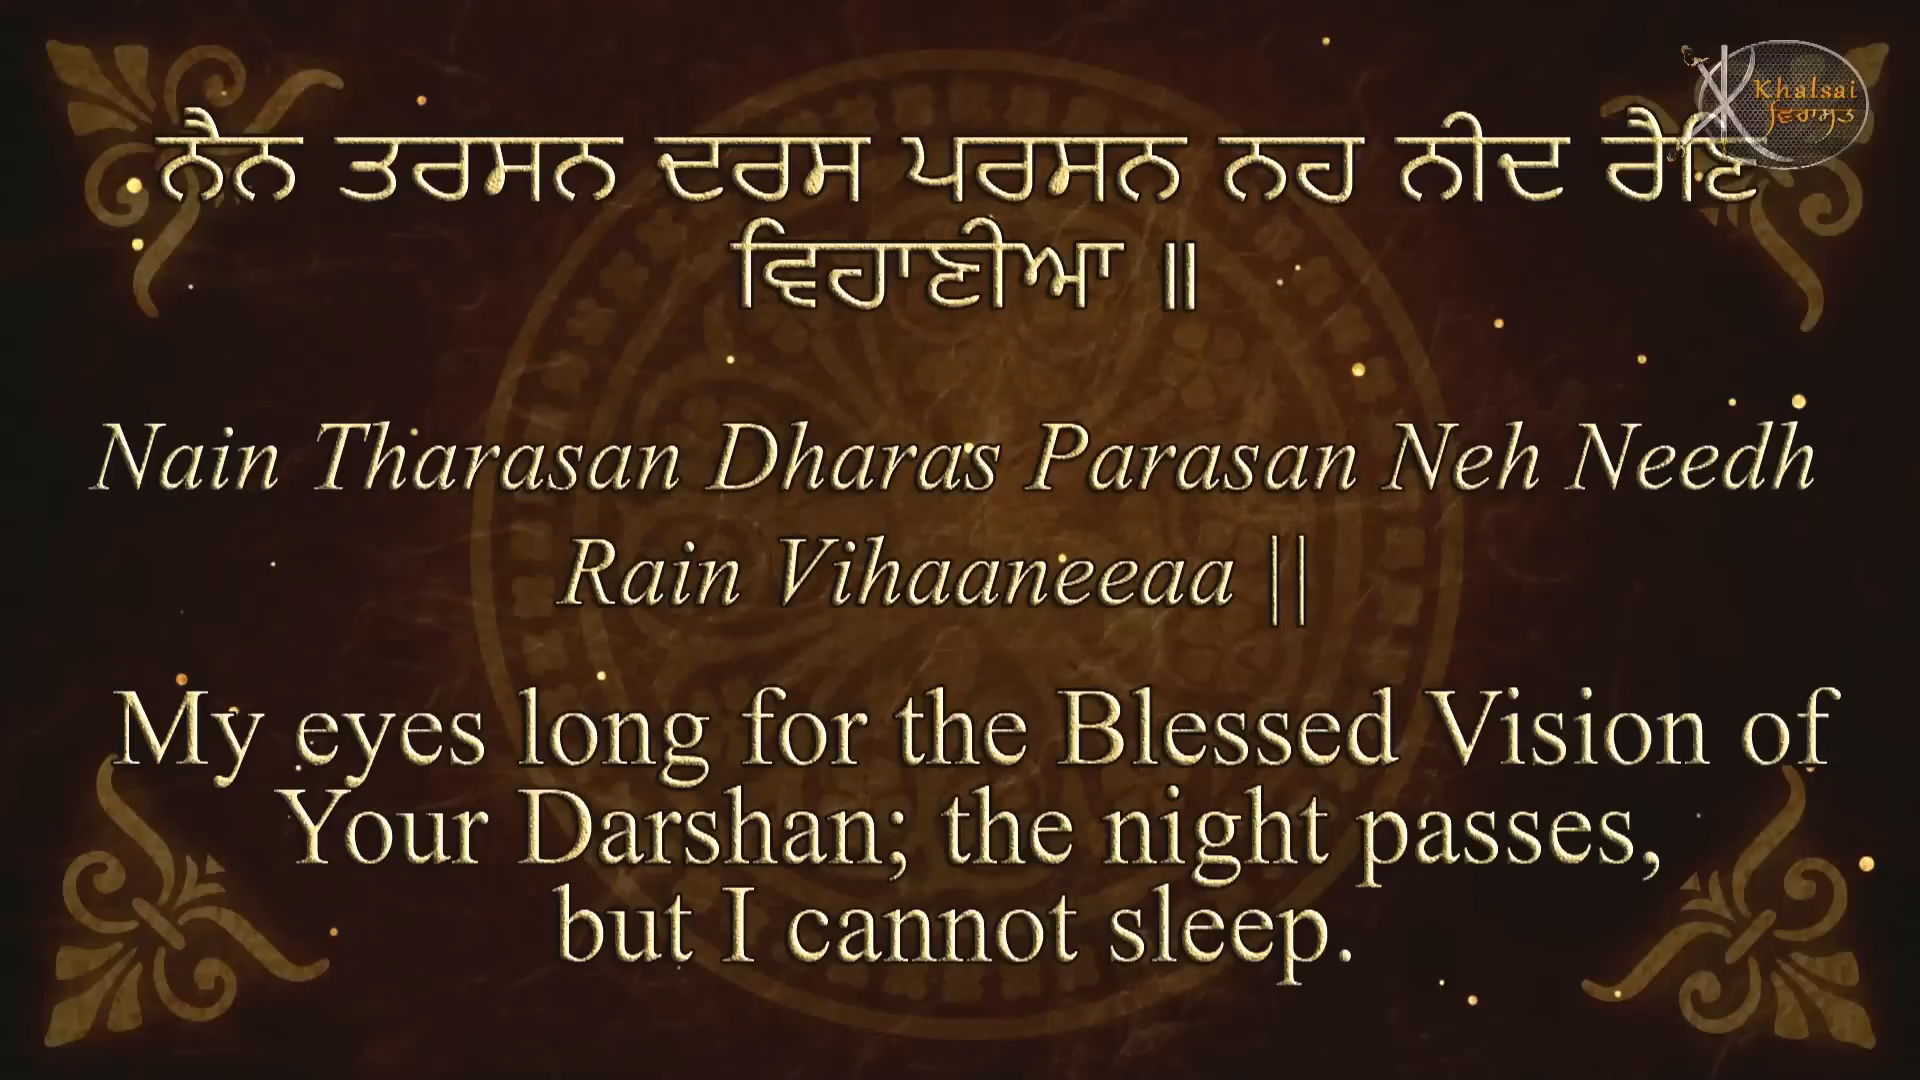 Khalsai
ਵਿਰਾਸਤ
ਨੈਨ ਤਰਸਨ ਦਰਸ ਪਰਸਨ ਨਹ ਨੀਦ ਰੈਣਿ
ਵਿਹਾਣੀਆ ॥
Nain Tharasan Dharas Parasan Neh Needh
Rain Vihaaneeaa ||
My eyes long for the Blessed Vision of
Your Darshan; the night passes,
but I cannot sleep.